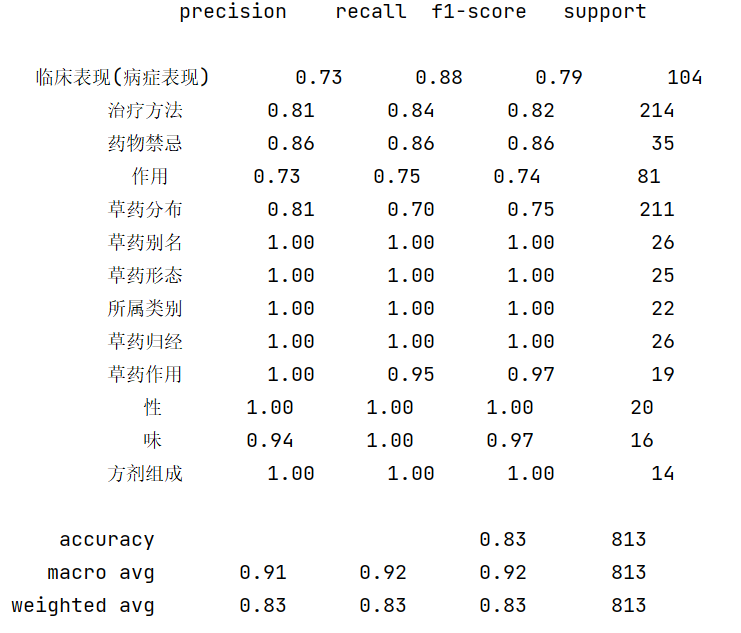 precision recall f1-score support
临床表现(病症表现) 0.73 0.88 0.79 104
治疗方法 0.81 0.84 0.82 214
药物禁忌 0.86 0.86 0.86 35
作用 0.73 0.75 0.74 81
草药分布 0.81 0.70 0.75 211
草药别名 1.00 1.00 1.00 26
草药形态 1.00 1.00 1.00 25
所属类别 1.00 1.00 1.00 22
草药归经 1.00 1.00 1.00 26
草药作用 1.00 0.95 0.97 19
性 1.00 1.00 1.00 20
味 0.94 1.00 0.97 16
方剂组成 1.00 1.00 1.00 14
accuracy 0.83 813
macro avg 0.91 0.92 0.92 813
weighted avg 0.83 0.83 0.83 813